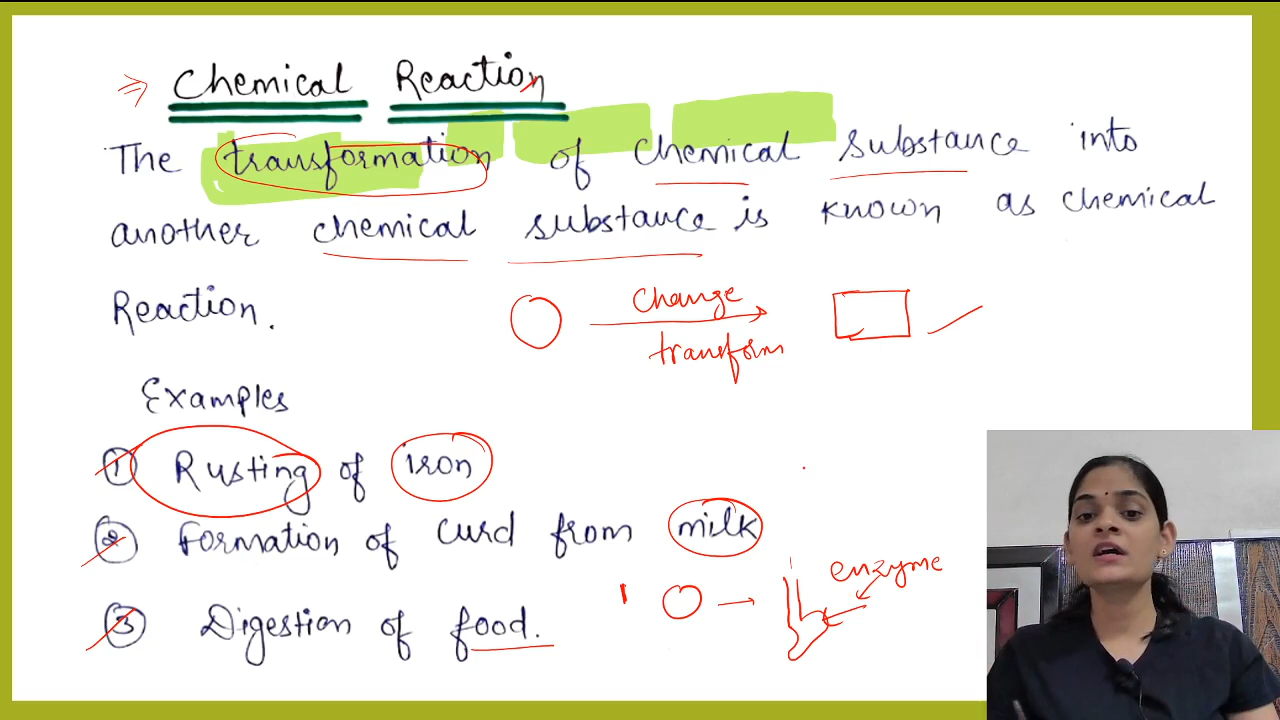 ⇒ Chemical Reaction
The transformation of chemical substance into
another chemical substance is known as chemical
Reaction.
Change
transform
Examples
① Rusting of iron
② Formation of curd from milk
enzyme
③ Digestion of food.